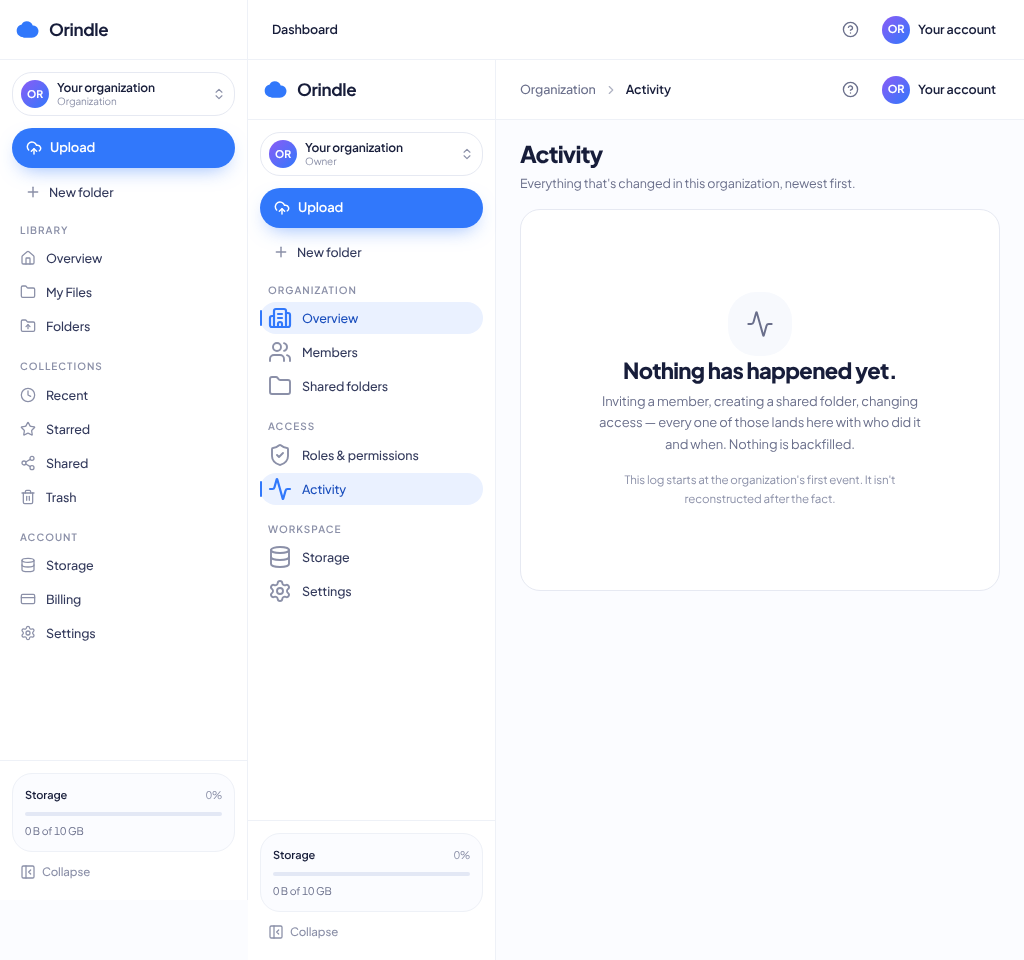 Orindle
Dashboard
OR
Your account
OR
Your organization
Organization
Upload
New folder
LIBRARY
Overview
My Files
Folders
COLLECTIONS
Recent
Starred
Shared
Trash
ACCOUNT
Storage
Billing
Settings
Storage
0%
0 B of 10 GB
Collapse
Orindle
OR
Your organization
Owner
Upload
New folder
ORGANIZATION
Overview
Members
Shared folders
ACCESS
Roles & permissions
Activity
WORKSPACE
Storage
Settings
Storage
0%
0 B of 10 GB
Collapse
Organization
Activity
OR
Your account
Activity
Everything that's changed in this organization, newest first.
Nothing has happened yet.
Inviting a member, creating a shared folder, changing
access — every one of those lands here with who did it
and when. Nothing is backfilled.
This log starts at the organization's first event. It isn't
reconstructed after the fact.